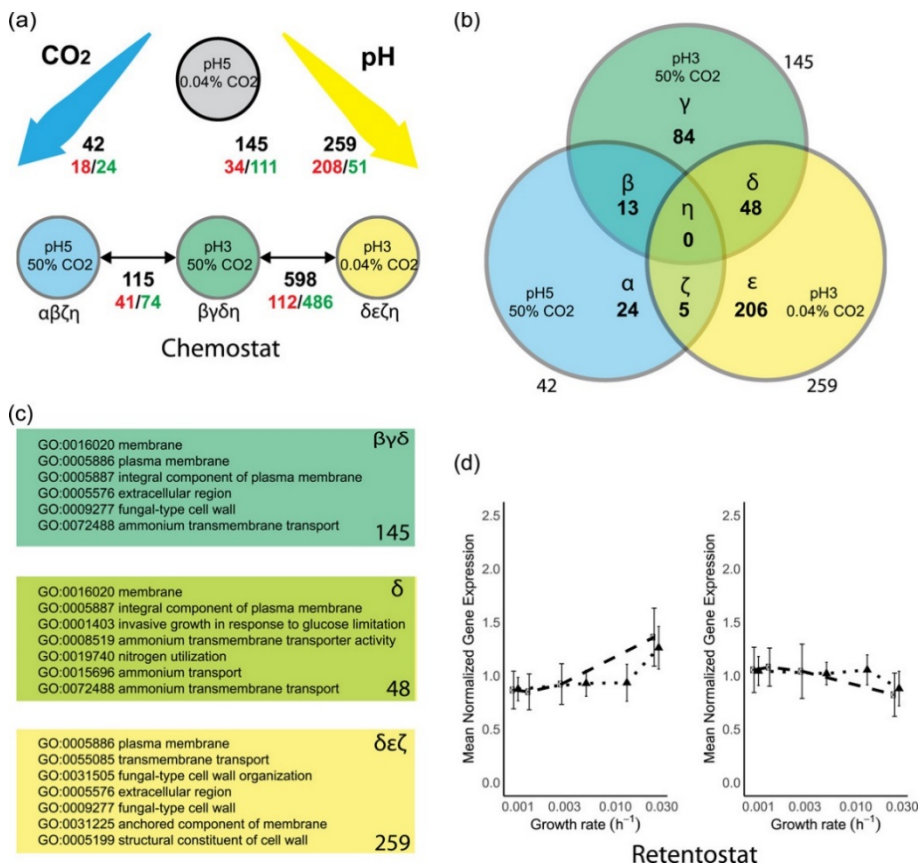 (a)
CO2
pH5
0.04% CO2
pH
42
18/24
145
34/111
259
208/51
pH5
50% CO2
αβζη
115
41/74
pH3
50% CO2
βγδη
598
112/486
pH3
0.04% CO2
δεζη
Chemostat
(b)
pH3
50% CO2
145
γ
84
β
13
δ
48
η
0
pH5
50% CO2
α
24
ζ
5
ε
206
pH3
0.04% CO2
42
259
(c)
βγδ
GO:0016020 membrane
GO:0005886 plasma membrane
GO:0005887 integral component of plasma membrane
GO:0005576 extracellular region
GO:0009277 fungal-type cell wall
GO:0072488 ammonium transmembrane transport
145
δ
GO:0016020 membrane
GO:0005887 integral component of plasma membrane
GO:0001403 invasive growth in response to glucose limitation
GO:0008519 ammonium transmembrane transporter activity
GO:0019740 nitrogen utilization
GO:0015696 ammonium transport
GO:0072488 ammonium transmembrane transport
48
δεζ
GO:0005886 plasma membrane
GO:0055085 transmembrane transport
GO:0031505 fungal-type cell wall organization
GO:0005576 extracellular region
GO:0009277 fungal-type cell wall
GO:0031225 anchored component of membrane
GO:0005199 structural constituent of cell wall
259
(d)
Mean Normalized Gene Expression
2.5
2.0
1.5
1.0
0.5
0.0
0.001 0.003 0.010 0.030
Growth rate (h⁻¹)
Mean Normalized Gene Expression
2.5
2.0
1.5
1.0
0.5
0.0
0.001 0.003 0.010 0.030
Growth rate (h⁻¹)
Retentostat